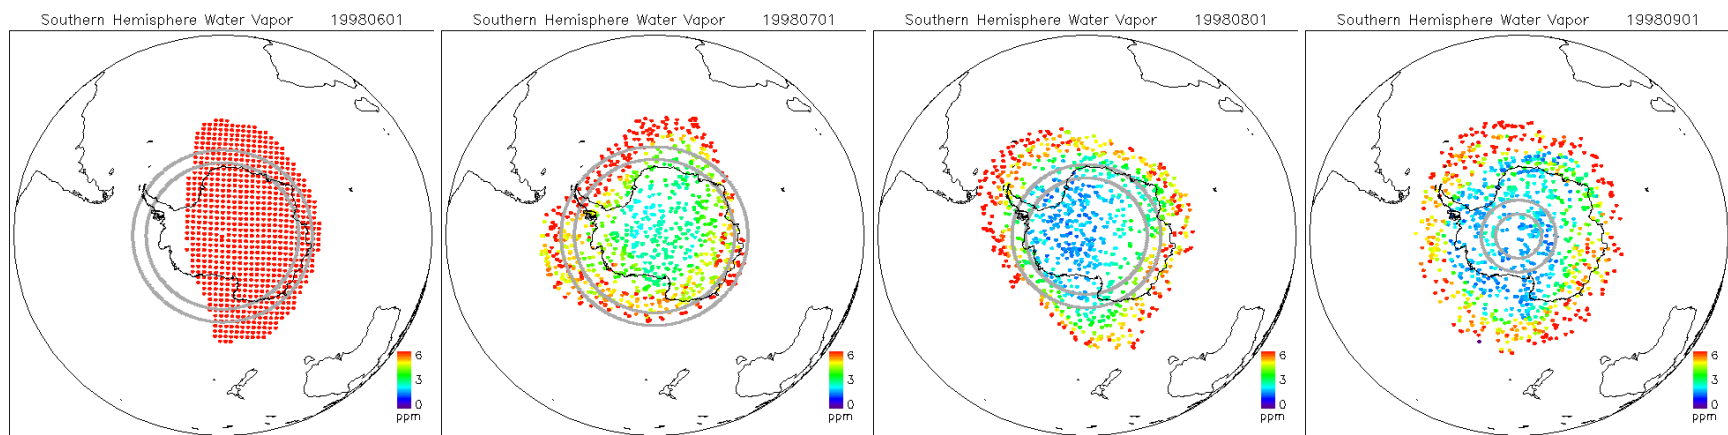 Southern Hemisphere Water Vapor 19980601
6
3
0
ppm
Southern Hemisphere Water Vapor 19980701
6
3
0
ppm
Southern Hemisphere Water Vapor 19980801
6
3
0
ppm
Southern Hemisphere Water Vapor 19980901
6
3
0
ppm